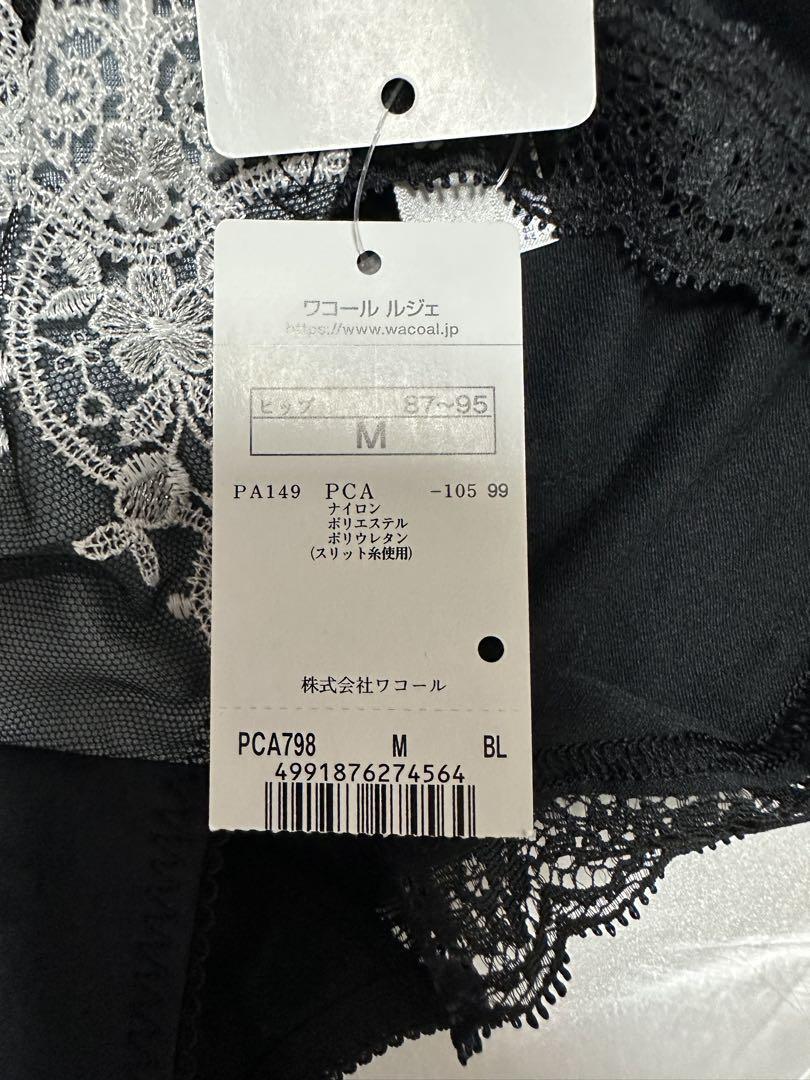 ワコール ルジェ
https://www.wacoal.jp
ヒップ 87~95
M
PA149 PCA -105 99
ナイロン
ポリエステル
ポリウレタン
(スリット糸使用)
株式会社ワコール
PCA798 M BL
4991876274564